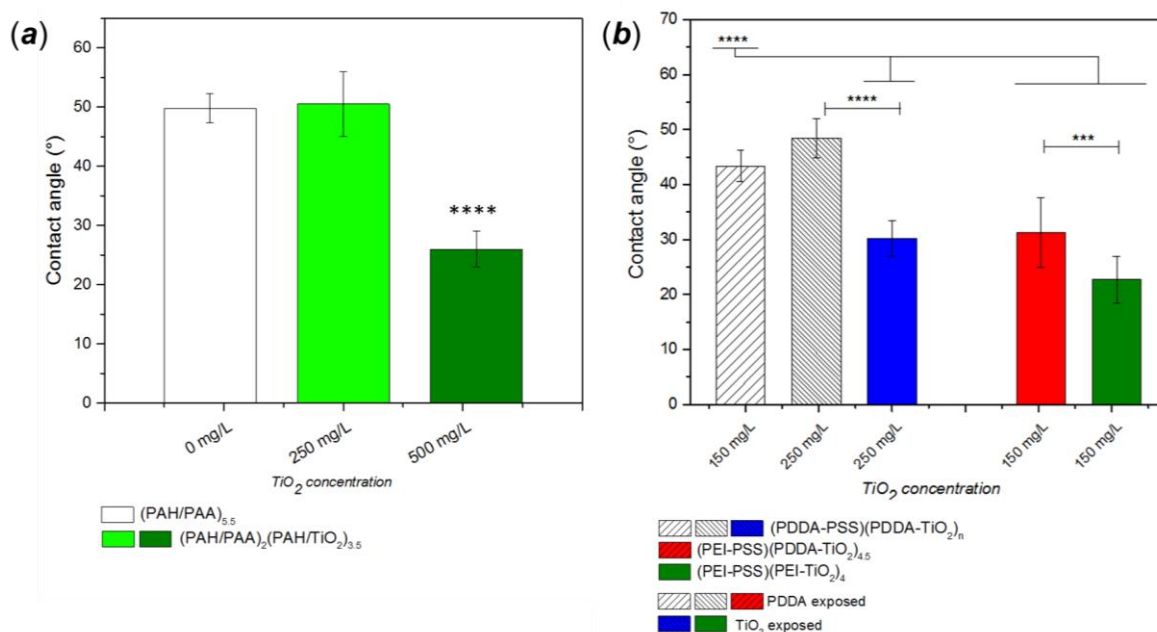 (a)
Contact angle (°)
60
50
40
30
20
10
0
****
0 mg/L
250 mg/L
500 mg/L
TiO2 concentration
(PAH/PAA)5.5
(PAH/PAA)2(PAH/TiO2)3.5
(b)
Contact angle (°)
70
60
50
40
30
20
10
0
****
****
***
150 mg/L
250 mg/L
250 mg/L
150 mg/L
150 mg/L
TiO2 concentration
(PDDA-PSS)(PDDA-TiO2)n
(PEI-PSS)(PDDA-TiO2)4.5
(PEI-PSS)(PEI-TiO2)4
PDDA exposed
TiO2 exposed